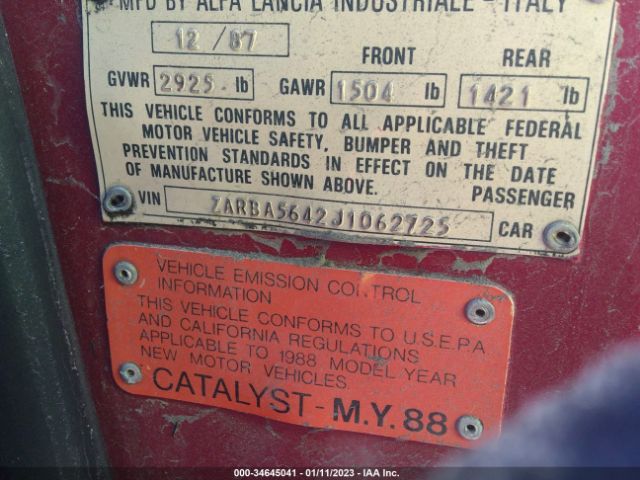 MFD BY ALFA LANCIA INDUSTRIALE - ITALY
12/87
FRONT REAR
GVWR 2925 lb GAWR 1504 lb 1421 lb
THIS VEHICLE CONFORMS TO ALL APPLICABLE FEDERAL
MOTOR VEHICLE SAFETY, BUMPER AND THEFT
PREVENTION STANDARDS IN EFFECT ON THE DATE
OF MANUFACTURE SHOWN ABOVE.
PASSENGER
VIN ZARBA5642J1062725 CAR
VEHICLE EMISSION CONTROL
INFORMATION
THIS VEHICLE CONFORMS TO U.S.E.P.A
AND CALIFORNIA REGULATIONS
APPLICABLE TO 1988 MODEL YEAR
NEW MOTOR VEHICLES.
CATALYST - M.Y. 88
000-34645041 - 01/11/2023 - IAA Inc.